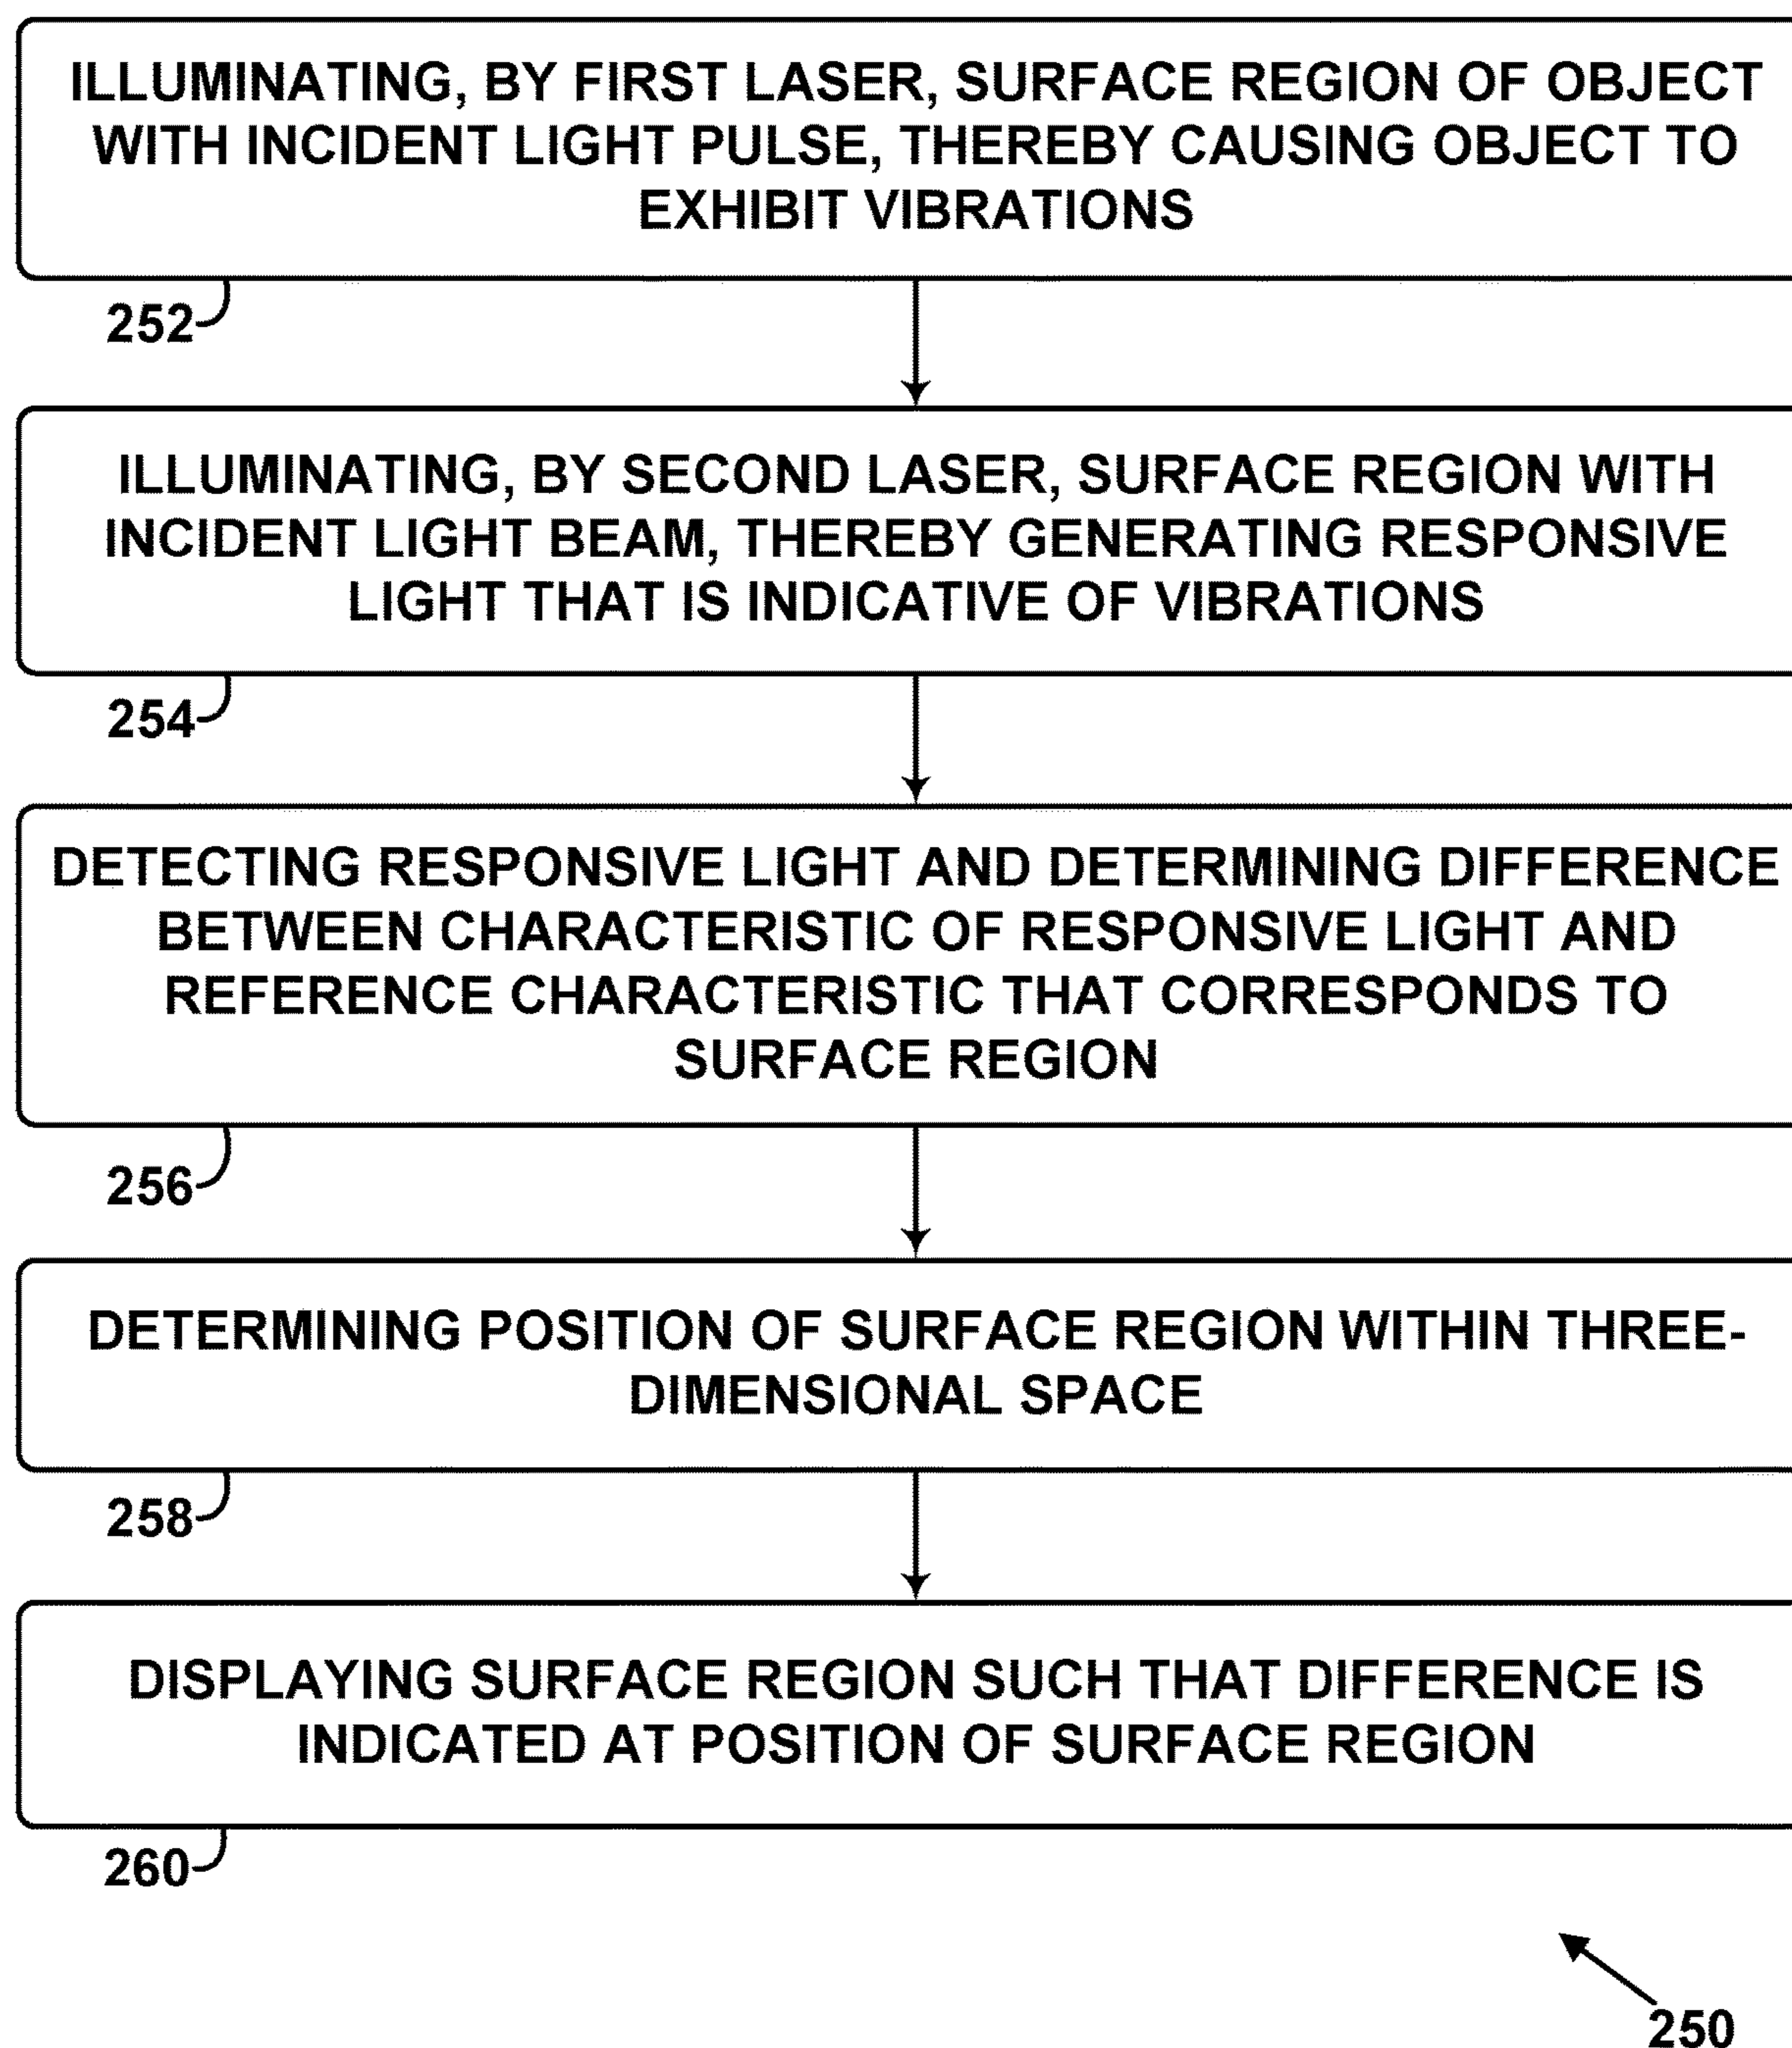 ILLUMINATING, BY FIRST LASER, SURFACE REGION OF OBJECT
WITH INCIDENT LIGHT PULSE, THEREBY CAUSING OBJECT TO
EXHIBIT VIBRATIONS
252
ILLUMINATING, BY SECOND LASER, SURFACE REGION WITH
INCIDENT LIGHT BEAM, THEREBY GENERATING RESPONSIVE
LIGHT THAT IS INDICATIVE OF VIBRATIONS
254
DETECTING RESPONSIVE LIGHT AND DETERMINING DIFFERENCE
BETWEEN CHARACTERISTIC OF RESPONSIVE LIGHT AND
REFERENCE CHARACTERISTIC THAT CORRESPONDS TO
SURFACE REGION
256
DETERMINING POSITION OF SURFACE REGION WITHIN THREE-
DIMENSIONAL SPACE
258
DISPLAYING SURFACE REGION SUCH THAT DIFFERENCE IS
INDICATED AT POSITION OF SURFACE REGION
260
250